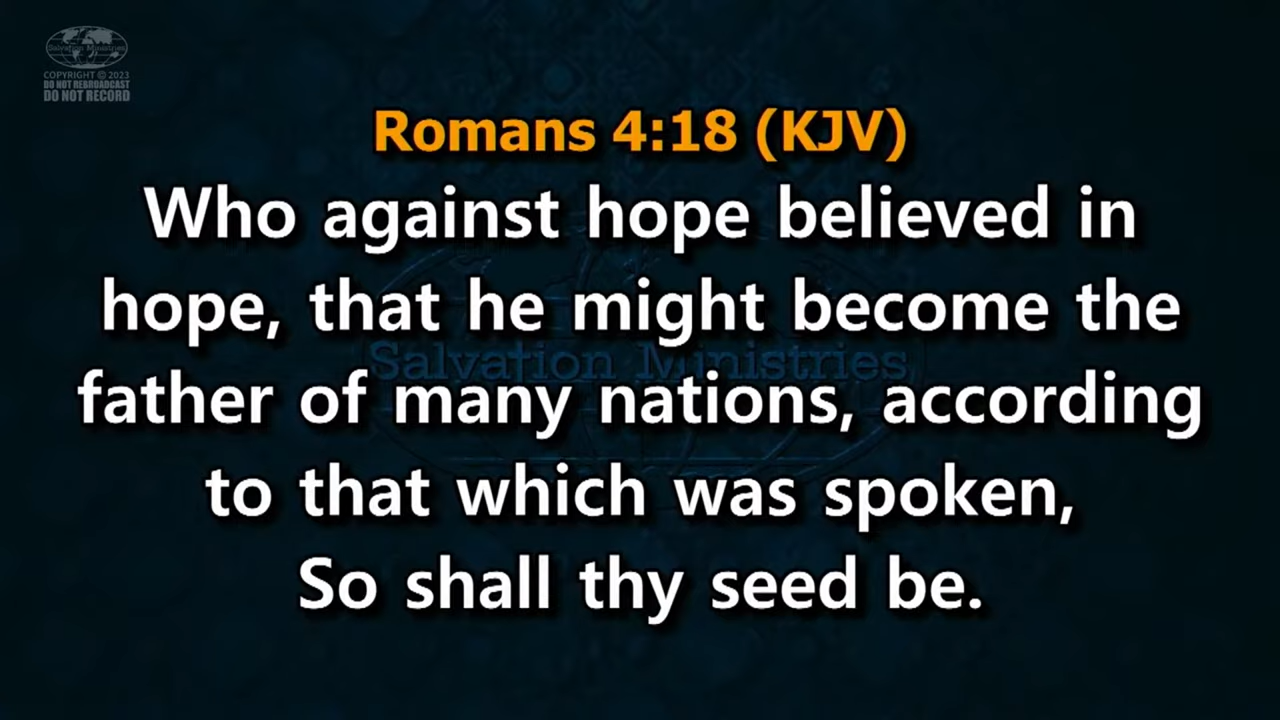 Salvation Ministries
COPYRIGHT © 2023
DO NOT REBROADCAST
DO NOT RECORD
Romans 4:18 (KJV)
Who against hope believed in
hope, that he might become the
Salvation Ministries
father of many nations, according
to that which was spoken,
So shall thy seed be.